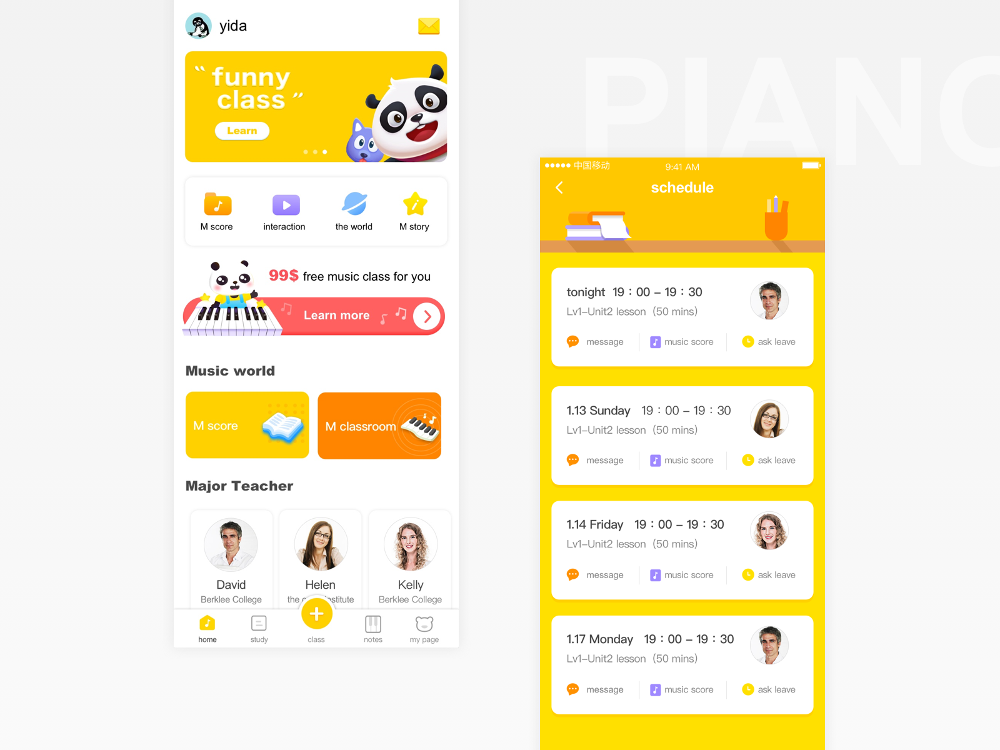 yida
“ funny
class ”
Learn
M score
interaction
the world
M story
99$ free music class for you
Learn more
Music world
M score
M classroom
Major Teacher
David
Helen
Kelly
Berklee College
the
Berklee College
home
study
class
notes
my page
PIANO
中国移动
9:41 AM
schedule
tonight 19：00 – 19：30
Lv1–Unit2 lesson（50 mins）
message
music score
ask leave
1.13 Sunday 19：00 – 19：30
Lv1–Unit2 lesson（50 mins）
message
music score
ask leave
1.14 Friday 19：00 – 19：30
Lv1–Unit2 lesson（50 mins）
message
music score
ask leave
1.17 Monday 19：00 – 19：30
Lv1–Unit2 lesson（50 mins）
message
music score
ask leave